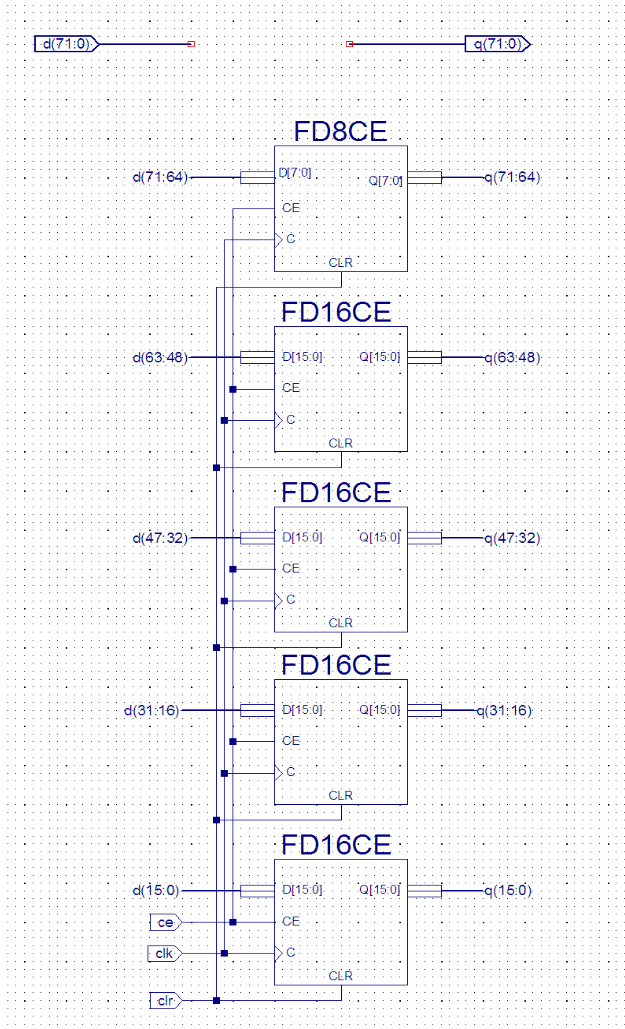 d(71:0) q(71:0)
FD8CE
d(71:64) D[7:0] Q[7:0] q(71:64)
CE
C
CLR
FD16CE
d(63:48) D[15:0] Q[15:0] q(63:48)
CE
C
CLR
FD16CE
d(47:32) D[15:0] Q[15:0] q(47:32)
CE
C
CLR
FD16CE
d(31:16) D[15:0] Q[15:0] q(31:16)
CE
C
CLR
FD16CE
d(15:0) D[15:0] Q[15:0] q(15:0)
ce CE
clk C
CLR
clr